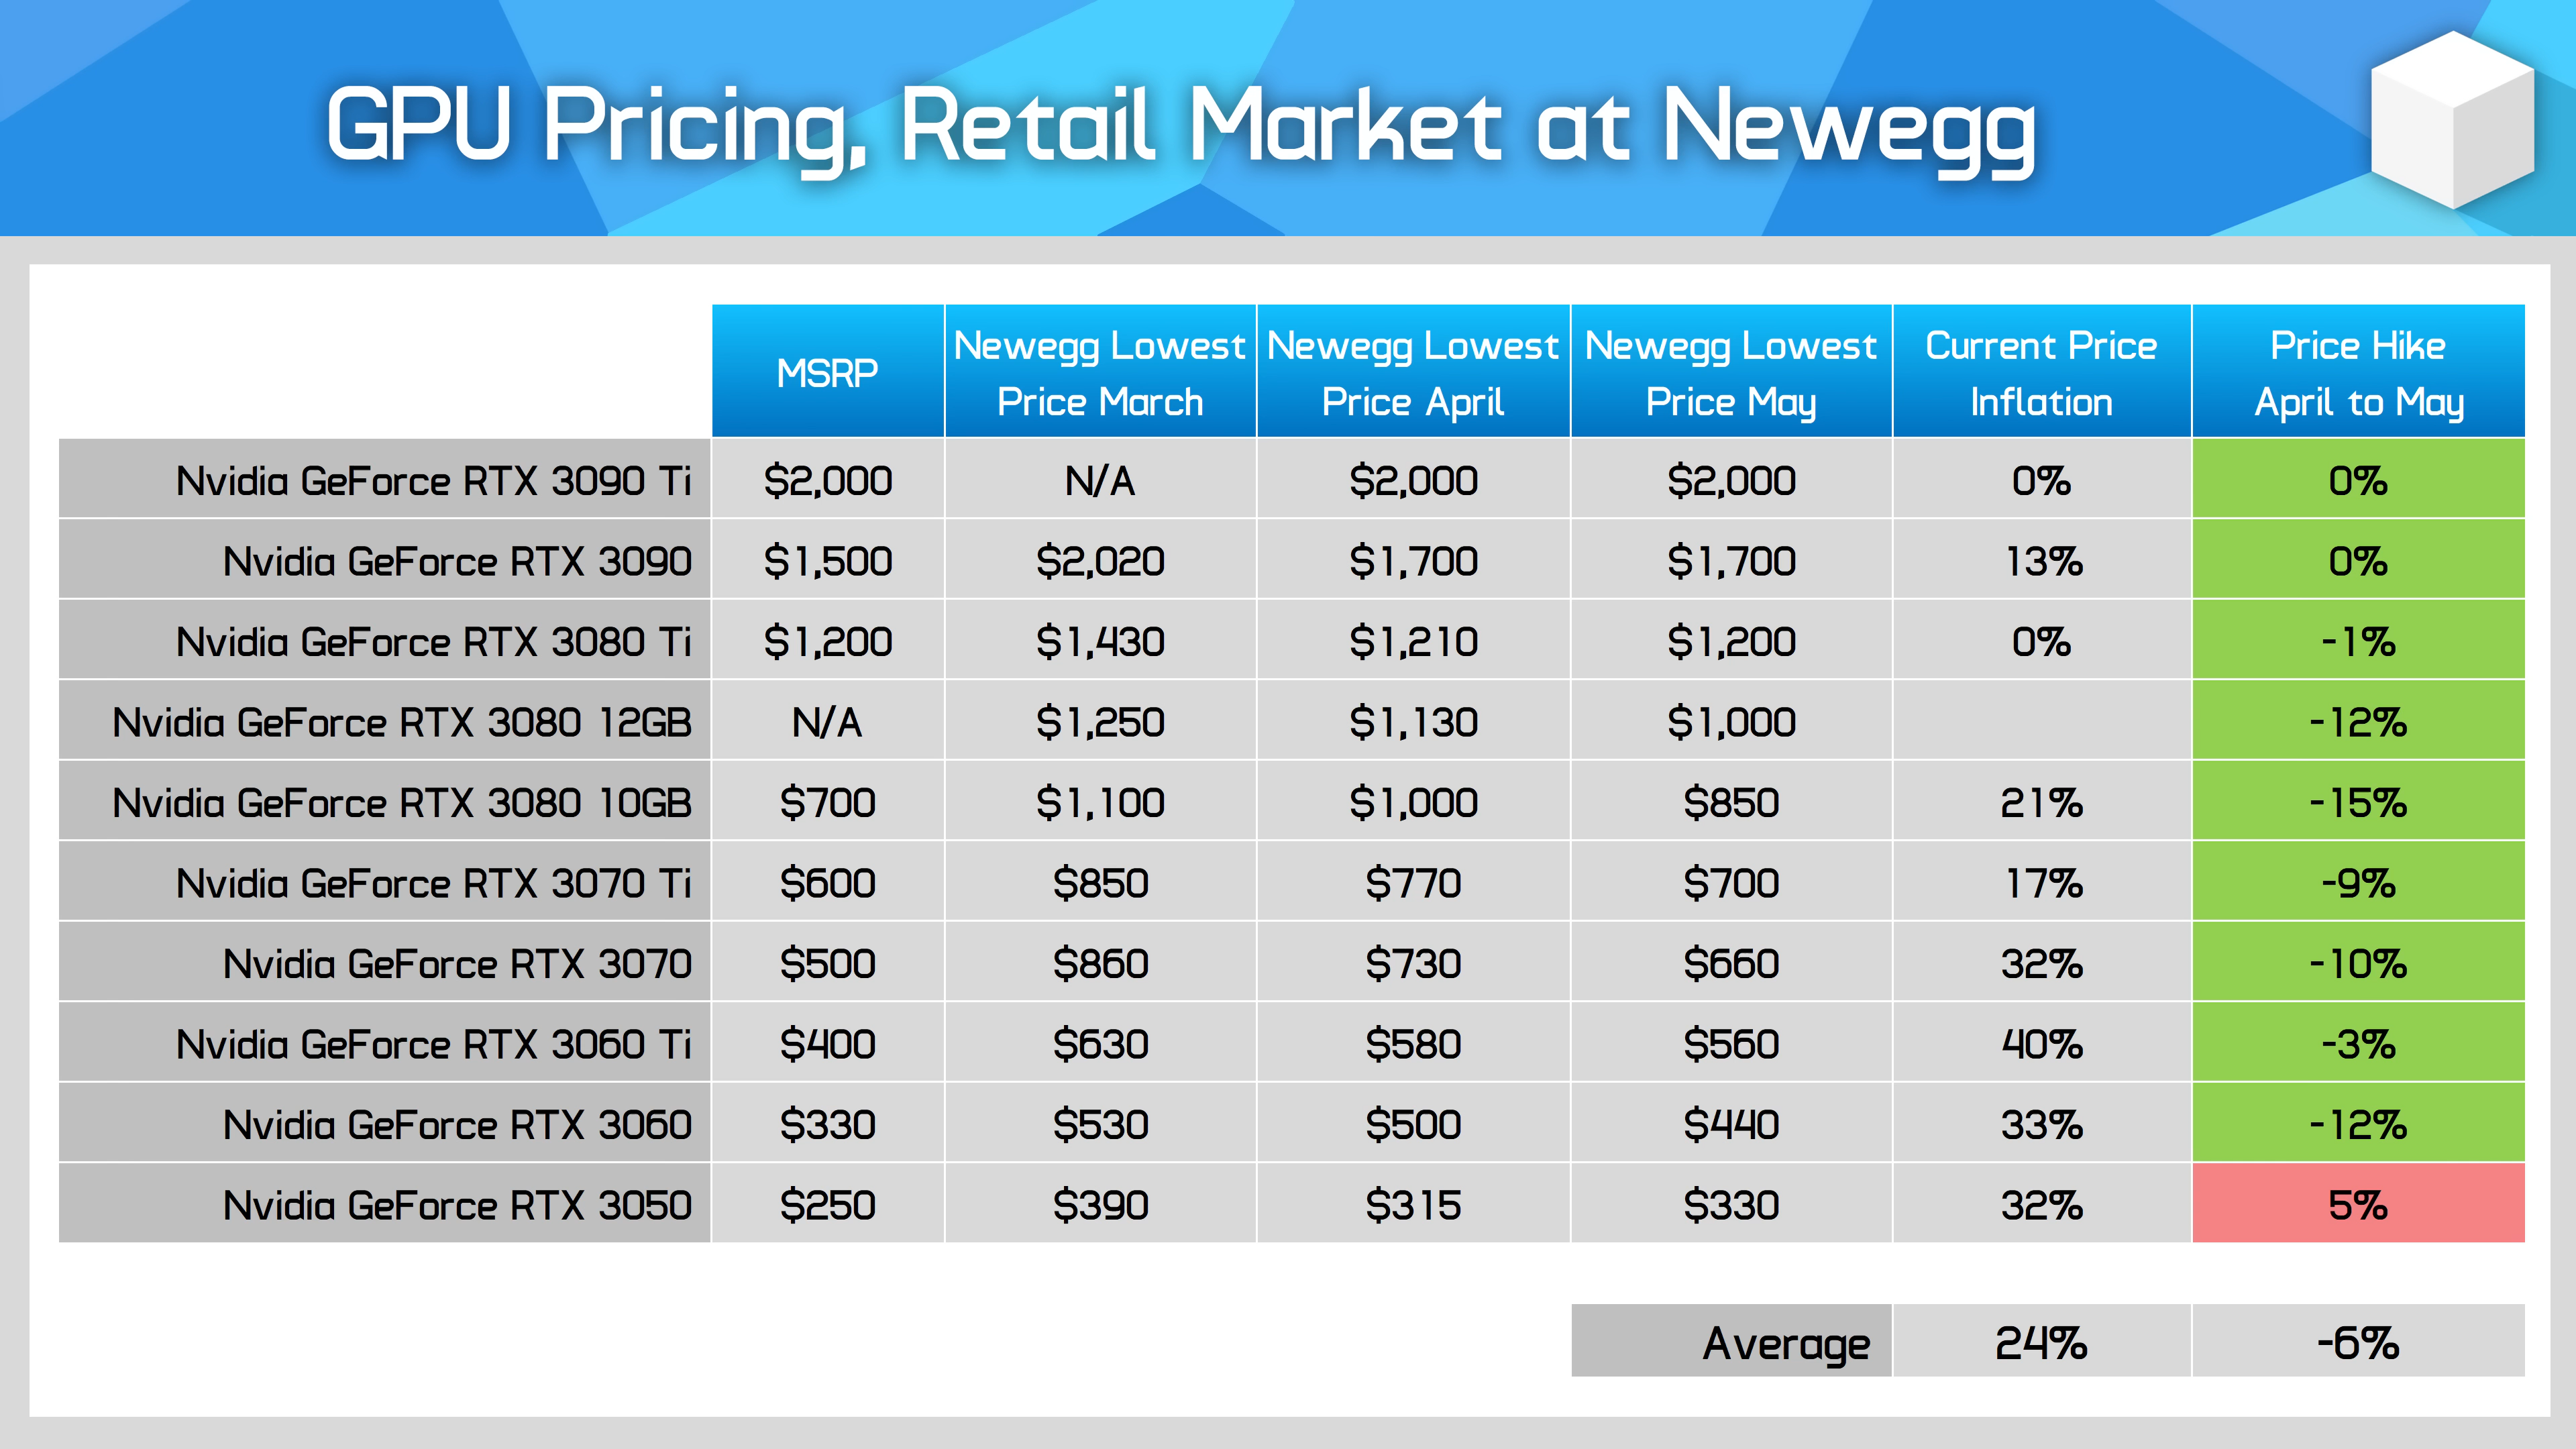 GPU Pricing, Retail Market at Newegg
MSRP
Newegg Lowest
Price March
Newegg Lowest
Price April
Newegg Lowest
Price May
Current Price
Inflation
Price Hike
April to May
Nvidia GeForce RTX 3090 Ti $2,000 N/A $2,000 $2,000 0% 0%
Nvidia GeForce RTX 3090 $1,500 $2,020 $1,700 $1,700 13% 0%
Nvidia GeForce RTX 3080 Ti $1,200 $1,430 $1,210 $1,200 0% -1%
Nvidia GeForce RTX 3080 12GB N/A $1,250 $1,130 $1,000 -12%
Nvidia GeForce RTX 3080 10GB $700 $1,100 $1,000 $850 21% -15%
Nvidia GeForce RTX 3070 Ti $600 $850 $770 $700 17% -9%
Nvidia GeForce RTX 3070 $500 $860 $730 $660 32% -10%
Nvidia GeForce RTX 3060 Ti $400 $630 $580 $560 40% -3%
Nvidia GeForce RTX 3060 $330 $530 $500 $440 33% -12%
Nvidia GeForce RTX 3050 $250 $390 $315 $330 32% 5%
Average 24% -6%